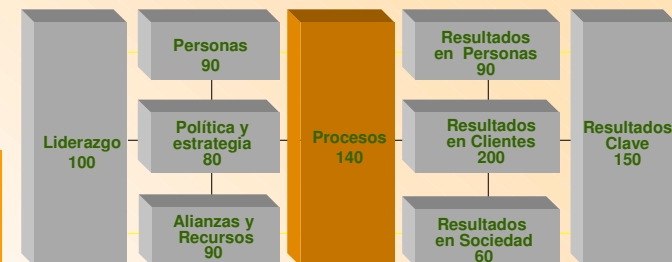 Liderazgo
100
Personas
90
Política y
estrategia
80
Alianzas y
Recursos
90
Procesos
140
Resultados
en Personas
90
Resultados
en Clientes
200
Resultados
en Sociedad
60
Resultados
Clave
150